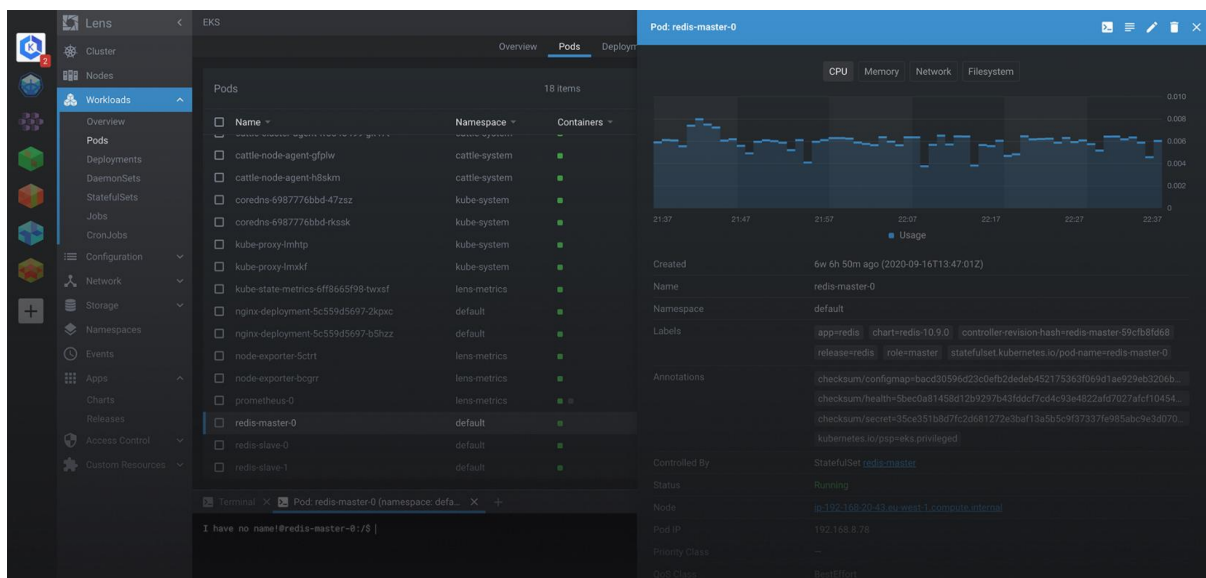 Lens
EKS
Pod: redis-master-0
K
2
Cluster
Nodes
Workloads
Overview
Pods
Deployments
DaemonSets
StatefulSets
Jobs
CronJobs
Configuration
Network
Storage
Namespaces
Events
Apps
Charts
Releases
Access Control
Custom Resources
Overview Pods Deploym
Pods 18 items
Name Namespace Containers
cattle-node-agent-gfplw cattle-system
cattle-node-agent-h8skm cattle-system
coredns-6987776bbd-47zsz kube-system
coredns-6987776bbd-rkssk kube-system
kube-proxy-lmhtp kube-system
kube-proxy-lmxkf kube-system
kube-state-metrics-6ff8665f98-twxsf lens-metrics
nginx-deployment-5c559d5697-2kpxc default
nginx-deployment-5c559d5697-b5hzz default
node-exporter-5ctrt lens-metrics
node-exporter-bcgrr lens-metrics
prometheus-0 lens-metrics
redis-master-0 default
redis-slave-0 default
redis-slave-1 default
Terminal Pod: redis-master-0 (namespace: defa...
I have no name!@redis-master-0:/$
CPU Memory Network Filesystem
0.010
0.008
0.006
0.004
0.002
0
21:37 21:47 21:57 22:07 22:17 22:27 22:37
Usage
Created 6w 6h 50m ago (2020-09-16T13:47:01Z)
Name redis-master-0
Namespace default
Labels app=redis chart=redis-10.9.0 controller-revision-hash=redis-master-59cfb8fd68
release=redis role=master statefulset.kubernetes.io/pod-name=redis-master-0
Annotations checksum/configmap=bacd30596d23c0efb2dedeb452175363f069d1ae929eb3206b...
checksum/health=5bec0a81458d12b9297b43fddcf7cd4c93e4822afd7027afcf10454...
checksum/secret=35ce351b8d7fc2d681272e3baf13a5b5c9f37337fe985abc9e3d070...
kubernetes.io/psp=eks.privileged
Controlled By StatefulSet redis-master
Status Running
Node ip-192-168-20-43.eu-west-1.compute.internal
Pod IP 192.168.8.78
Priority Class —
QoS Class BestEffort